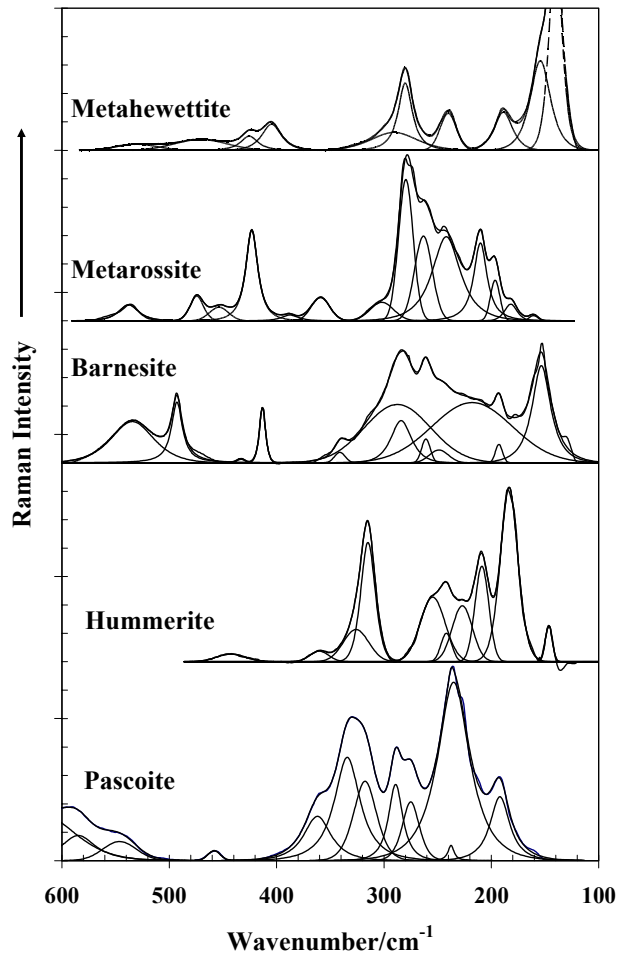 Metahewettite
Metarossite
Barnesite
Hummerite
Pascoite
Raman Intensity
600 500 400 300 200 100
Wavenumber/cm⁻¹